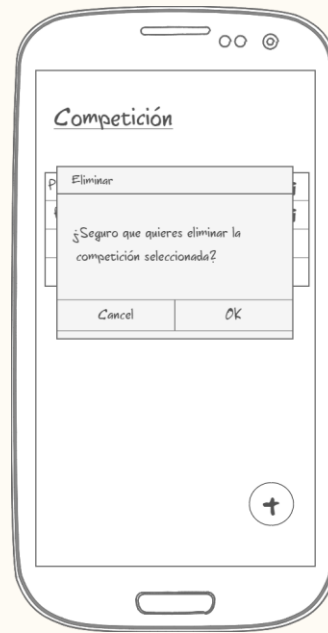 Competición
Eliminar
¿Seguro que quieres eliminar la
competición seleccionada?
Cancel
OK
+